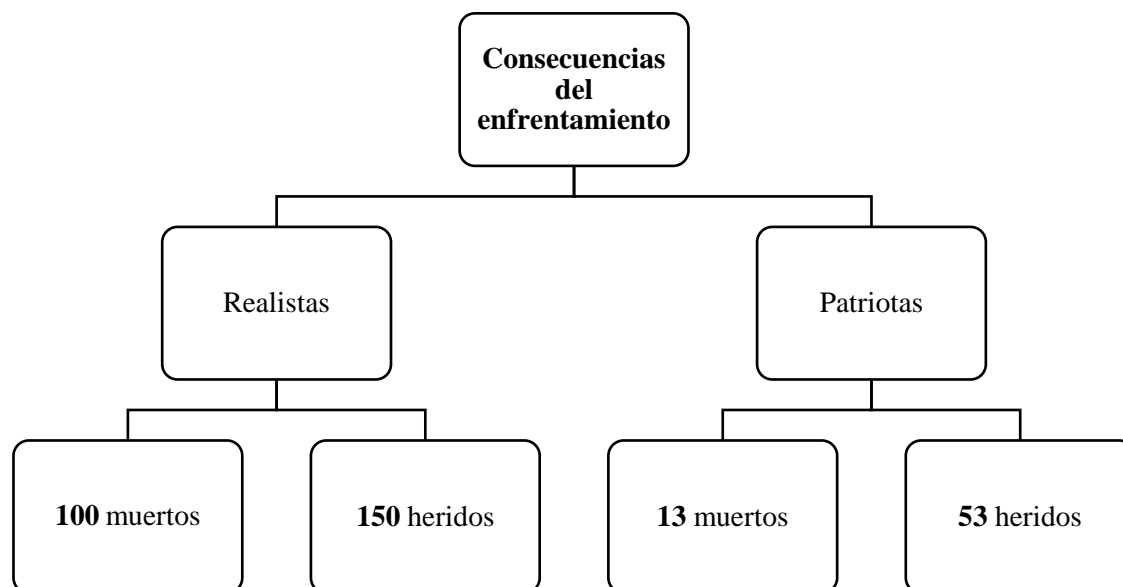 Consecuencias
del
enfrentamiento
Realistas
Patriotas
100 muertos
150 heridos
13 muertos
53 heridos